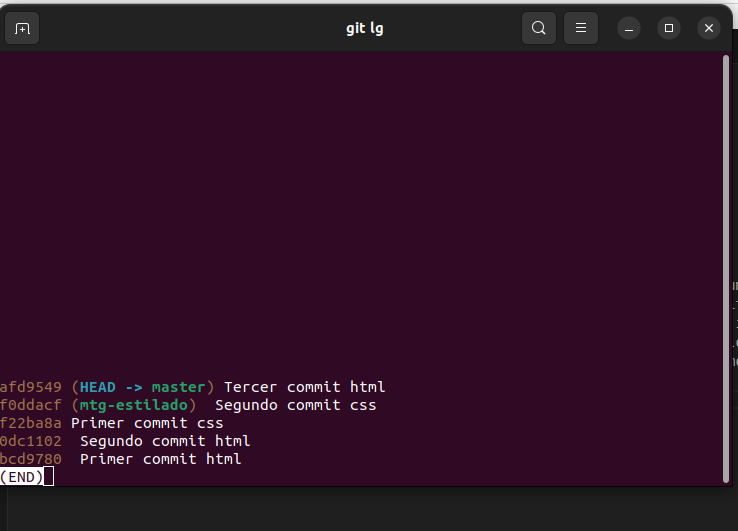 git lg
afd9549 (HEAD -> master) Tercer commit html
f0ddacf (mtg-estilado)  Segundo commit css
f22ba8a Primer commit css
0dc1102  Segundo commit html
bcd9780  Primer commit html
(END)